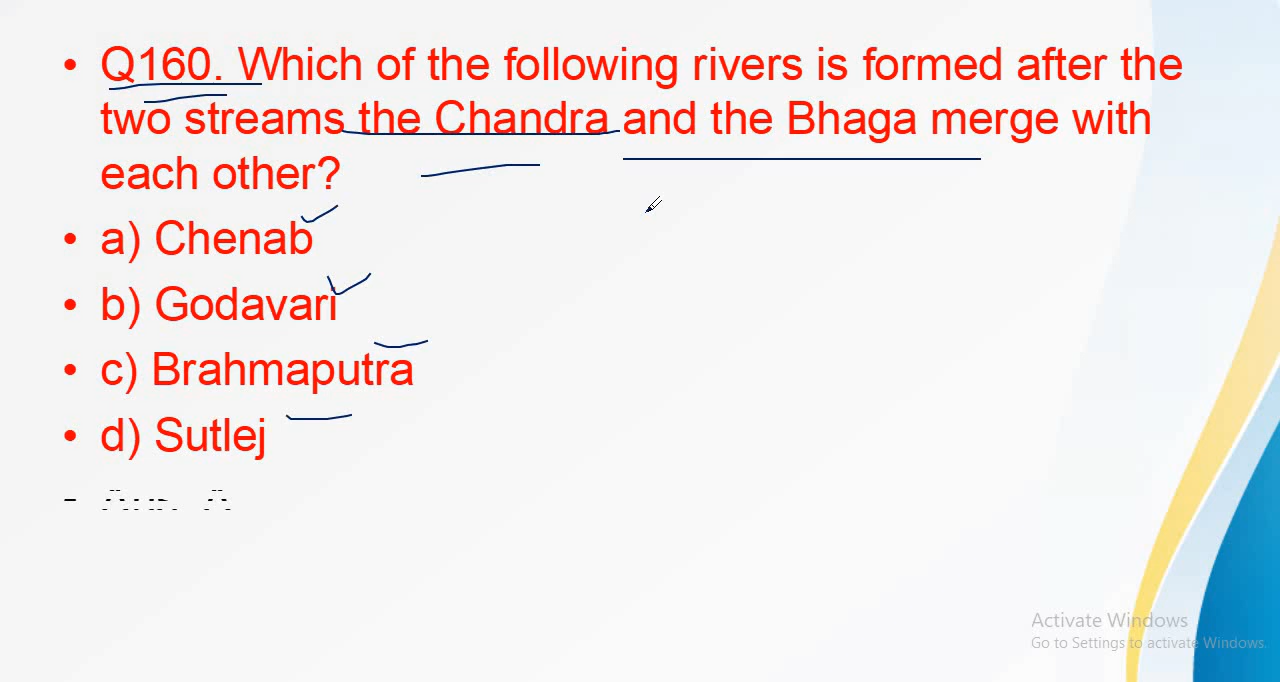 • Q160. Which of the following rivers is formed after the
two streams the Chandra and the Bhaga merge with
each other?
• a) Chenab
• b) Godavari
• c) Brahmaputra
• d) Sutlej
Activate Windows
Go to Settings to activate Windows.